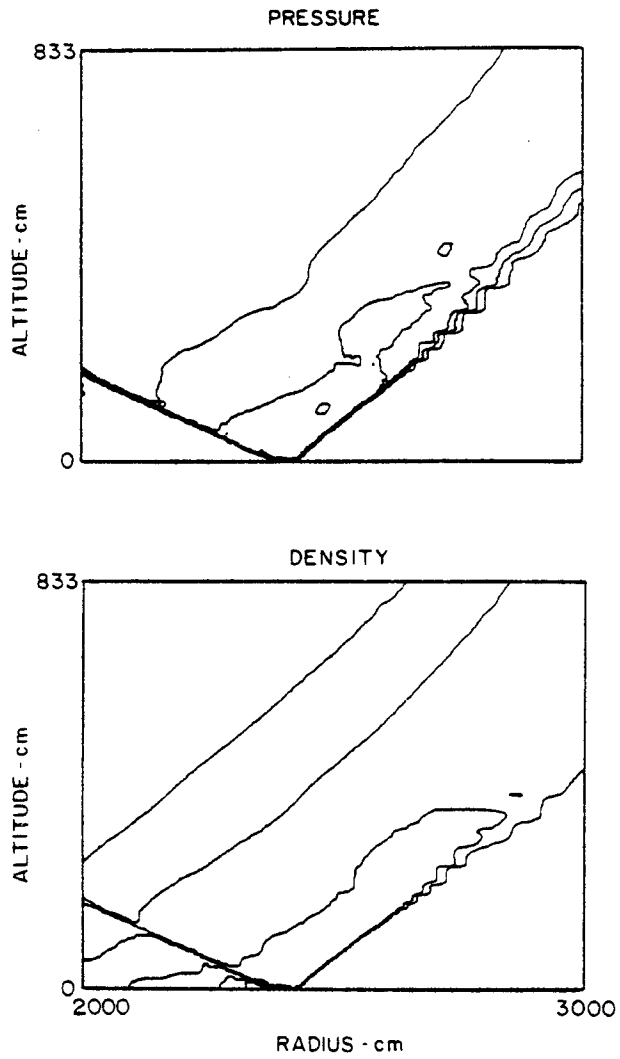 PRESSURE
833
ALTITUDE - cm
0
DENSITY
833
ALTITUDE - cm
0
2000
3000
RADIUS - cm